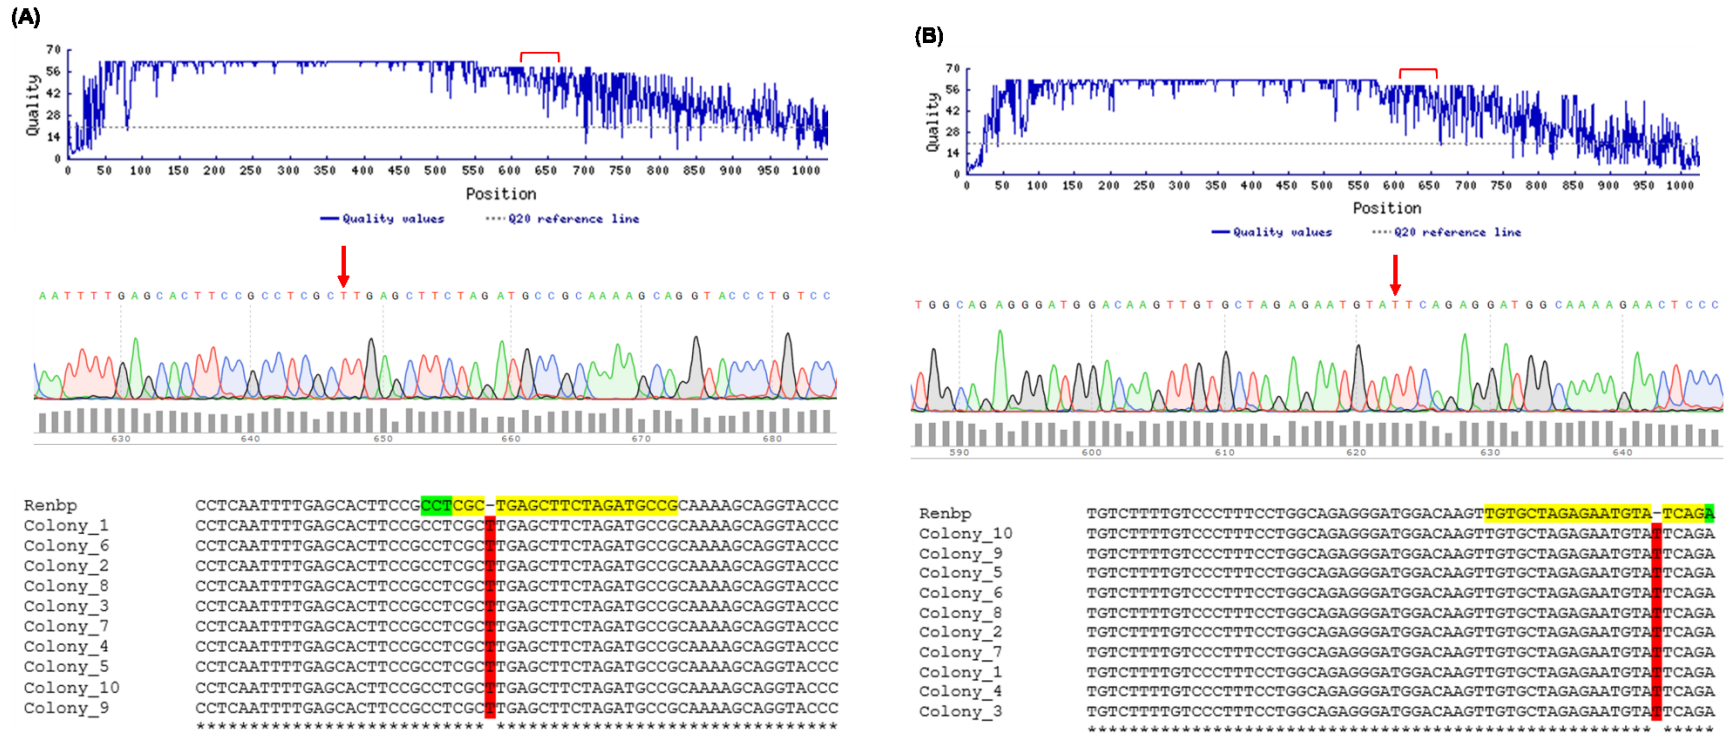 (A)
70
56
42
28
14
0
Quality
0 50 100 150 200 250 300 350 400 450 500 550 600 650 700 750 800 850 900 950 1000
Position
Quality values Q20 reference line
AATTTTGAGCACTTCCGCCTCGCTTGAGCTTCTAGATGCCGCAAAAGCAGGTACCCTGTCC
630 640 650 660 670 680
Renbp CCTCAATTTTGAGCACTTCCGCCTCGC-TGAGCTTCTAGATGCCGCAAAAGCAGGTACCC
Colony_1 CCTCAATTTTGAGCACTTCCGCCTCGCTTGAGCTTCTAGATGCCGCAAAAGCAGGTACCC
Colony_6 CCTCAATTTTGAGCACTTCCGCCTCGCTTGAGCTTCTAGATGCCGCAAAAGCAGGTACCC
Colony_2 CCTCAATTTTGAGCACTTCCGCCTCGCTTGAGCTTCTAGATGCCGCAAAAGCAGGTACCC
Colony_8 CCTCAATTTTGAGCACTTCCGCCTCGCTTGAGCTTCTAGATGCCGCAAAAGCAGGTACCC
Colony_3 CCTCAATTTTGAGCACTTCCGCCTCGCTTGAGCTTCTAGATGCCGCAAAAGCAGGTACCC
Colony_7 CCTCAATTTTGAGCACTTCCGCCTCGCTTGAGCTTCTAGATGCCGCAAAAGCAGGTACCC
Colony_4 CCTCAATTTTGAGCACTTCCGCCTCGCTTGAGCTTCTAGATGCCGCAAAAGCAGGTACCC
Colony_5 CCTCAATTTTGAGCACTTCCGCCTCGCTTGAGCTTCTAGATGCCGCAAAAGCAGGTACCC
Colony_10 CCTCAATTTTGAGCACTTCCGCCTCGCTTGAGCTTCTAGATGCCGCAAAAGCAGGTACCC
Colony_9 CCTCAATTTTGAGCACTTCCGCCTCGCTTGAGCTTCTAGATGCCGCAAAAGCAGGTACCC
*************************** ********************************
(B)
70
56
42
28
14
0
Quality
0 50 100 150 200 250 300 350 400 450 500 550 600 650 700 750 800 850 900 950 1000
Position
Quality values Q20 reference line
TGGCAGAGGGATGGACAAGTTGTGCTAGAGAATGTATTCAGAGGATGGCAAAAGAACTCCC
590 600 610 620 630 640
Renbp TGTCTTTTGTCCCTTTCCTGGCAGAGGGATGGACAAGTTGTGCTAGAGAATGTA-TCAGA
Colony_10 TGTCTTTTGTCCCTTTCCTGGCAGAGGGATGGACAAGTTGTGCTAGAGAATGTATTCAGA
Colony_9 TGTCTTTTGTCCCTTTCCTGGCAGAGGGATGGACAAGTTGTGCTAGAGAATGTATTCAGA
Colony_5 TGTCTTTTGTCCCTTTCCTGGCAGAGGGATGGACAAGTTGTGCTAGAGAATGTATTCAGA
Colony_6 TGTCTTTTGTCCCTTTCCTGGCAGAGGGATGGACAAGTTGTGCTAGAGAATGTATTCAGA
Colony_8 TGTCTTTTGTCCCTTTCCTGGCAGAGGGATGGACAAGTTGTGCTAGAGAATGTATTCAGA
Colony_2 TGTCTTTTGTCCCTTTCCTGGCAGAGGGATGGACAAGTTGTGCTAGAGAATGTATTCAGA
Colony_7 TGTCTTTTGTCCCTTTCCTGGCAGAGGGATGGACAAGTTGTGCTAGAGAATGTATTCAGA
Colony_1 TGTCTTTTGTCCCTTTCCTGGCAGAGGGATGGACAAGTTGTGCTAGAGAATGTATTCAGA
Colony_4 TGTCTTTTGTCCCTTTCCTGGCAGAGGGATGGACAAGTTGTGCTAGAGAATGTATTCAGA
Colony_3 TGTCTTTTGTCCCTTTCCTGGCAGAGGGATGGACAAGTTGTGCTAGAGAATGTATTCAGA
****************************************************** *****